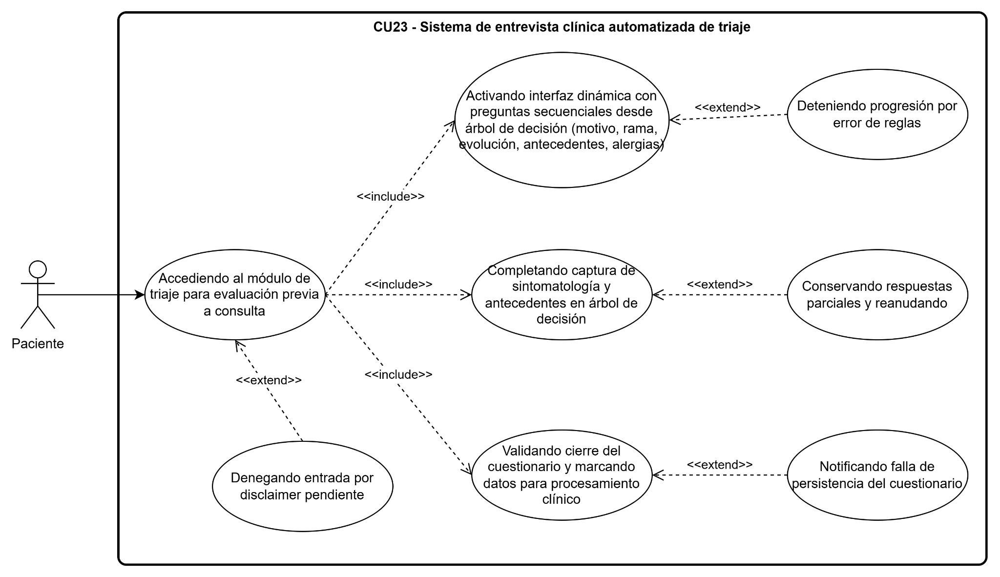 CU23 - Sistema de entrevista clínica automatizada de triaje
Activando interfaz dinámica con
preguntas secuenciales desde
árbol de decisión (motivo, rama,
evolución, antecedentes, alergias)
<<extend>>
Deteniendo progresión por
error de reglas
<<include>>
Paciente
Accediendo al módulo de
triaje para evaluación previa
a consulta
<<include>>
Completando captura de
sintomatología y
antecedentes en árbol de
decisión
<<extend>>
Conservando respuestas
parciales y reanudando
<<extend>>
<<include>>
Denegando entrada por
disclaimer pendiente
Validando cierre del
cuestionario y marcando
datos para procesamiento
clínico
<<extend>>
Notificando falla de
persistencia del cuestionario